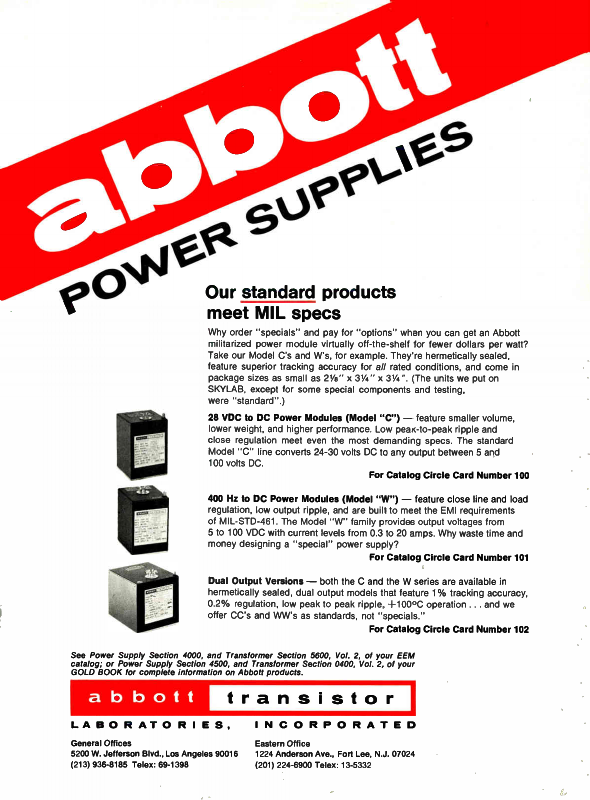 abbott
POWER SUPPLIES
Our standard products
meet MIL specs
Why order "specials" and pay for "options" when you can get an Abbott
militarized power module virtually off-the-shelf for fewer dollars per watt?
Take our Model C's and W's, for example. They're hermetically sealed,
feature superior tracking accuracy for all rated conditions, and come in
package sizes as small as 2⅛" x 3¼" x 3¼". (The units we put on
SKYLAB, except for some special components and testing,
were "standard".)
28 VDC to DC Power Modules (Model "C") — feature smaller volume,
lower weight, and higher performance. Low peak-to-peak ripple and
close regulation meet even the most demanding specs. The standard
Model "C" line converts 24-30 volts DC to any output between 5 and
100 volts DC.
For Catalog Circle Card Number 100
400 Hz to DC Power Modules (Model "W") — feature close line and load
regulation, low output ripple, and are built to meet the EMI requirements
of MIL-STD-461. The Model "W" family provides output voltages from
5 to 100 VDC with current levels from 0.3 to 20 amps. Why waste time and
money designing a "special" power supply?
For Catalog Circle Card Number 101
Dual Output Versions — both the C and the W series are available in
hermetically sealed, dual output models that feature 1% tracking accuracy,
0.2% regulation, low peak to peak ripple, +100ºC operation . . . and we
offer CC's and WW's as standards, not "specials."
For Catalog Circle Card Number 102
See Power Supply Section 4000, and Transformer Section 5600, Vol. 2, of your EEM
catalog; or Power Supply Section 4500, and Transformer Section 0400, Vol. 2, of your
GOLD BOOK for complete information on Abbott products.
abbott transistor
LABORATORIES, INCORPORATED
General Offices
5200 W. Jefferson Blvd., Los Angeles 90016
(213) 936-8185 Telex: 69-1398
Eastern Office
1224 Anderson Ave., Fort Lee, N.J. 07024
(201) 224-6900 Telex: 13-5332